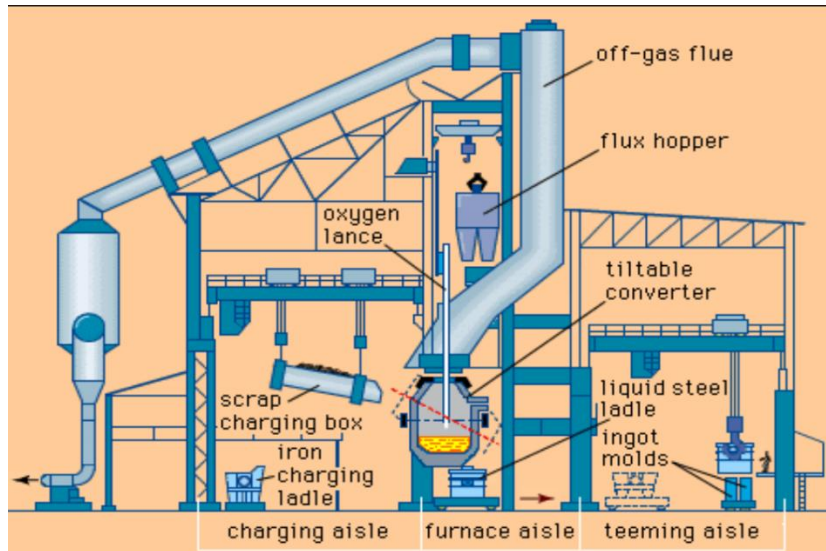 off-gas flue
flux hopper
oxygen
lance
tiltable
converter
scrap
charging box
liquid steel
ladle
iron
charging
ladle
ingot
molds
charging aisle
furnace aisle
teeming aisle